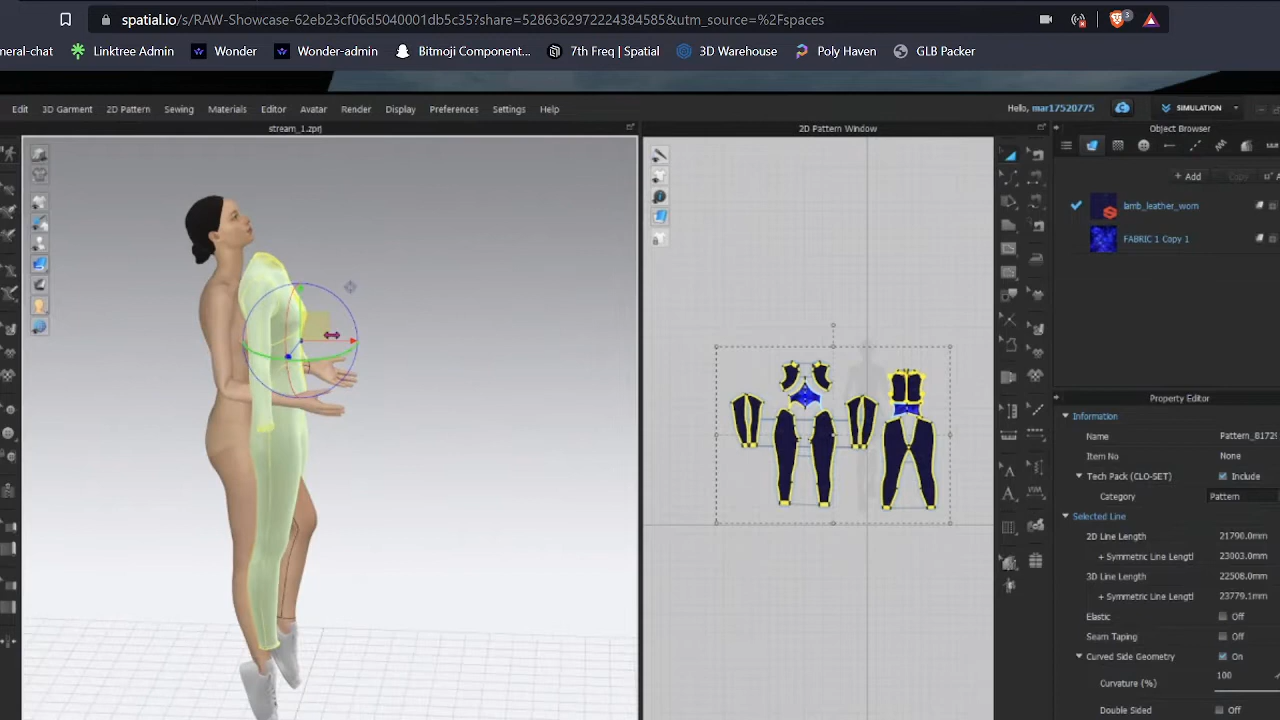 spatial.io/s/RAW-Showcase-62eb23cf06d5040001db5c35?share=5286362972224384585&utm_source=%2Fspaces
3
neral-chat Linktree Admin Wonder Wonder-admin Bitmoji Component... 7th Freq | Spatial 3D Warehouse Poly Haven GLB Packer
Edit 3D Garment 2D Pattern Sewing Materials Editor Avatar Render Display Preferences Settings Help
Hello, mar17520775 SIMULATION
stream_1.zprj
2D Pattern Window
Object Browser
+ Add Copy
lamb_leather_worn
FABRIC 1 Copy 1
Property Editor
Information
Name Pattern_8172
Item No None
Tech Pack (CLO-SET) Include
Category Pattern
Selected Line
2D Line Length 21790.0mm
+ Symmetric Line Lengtl 23003.0mm
3D Line Length 22508.0mm
+ Symmetric Line Lengtl 23779.1mm
Elastic Off
Seam Taping Off
Curved Side Geometry On
Curvature (%) 100
Double Sided Off